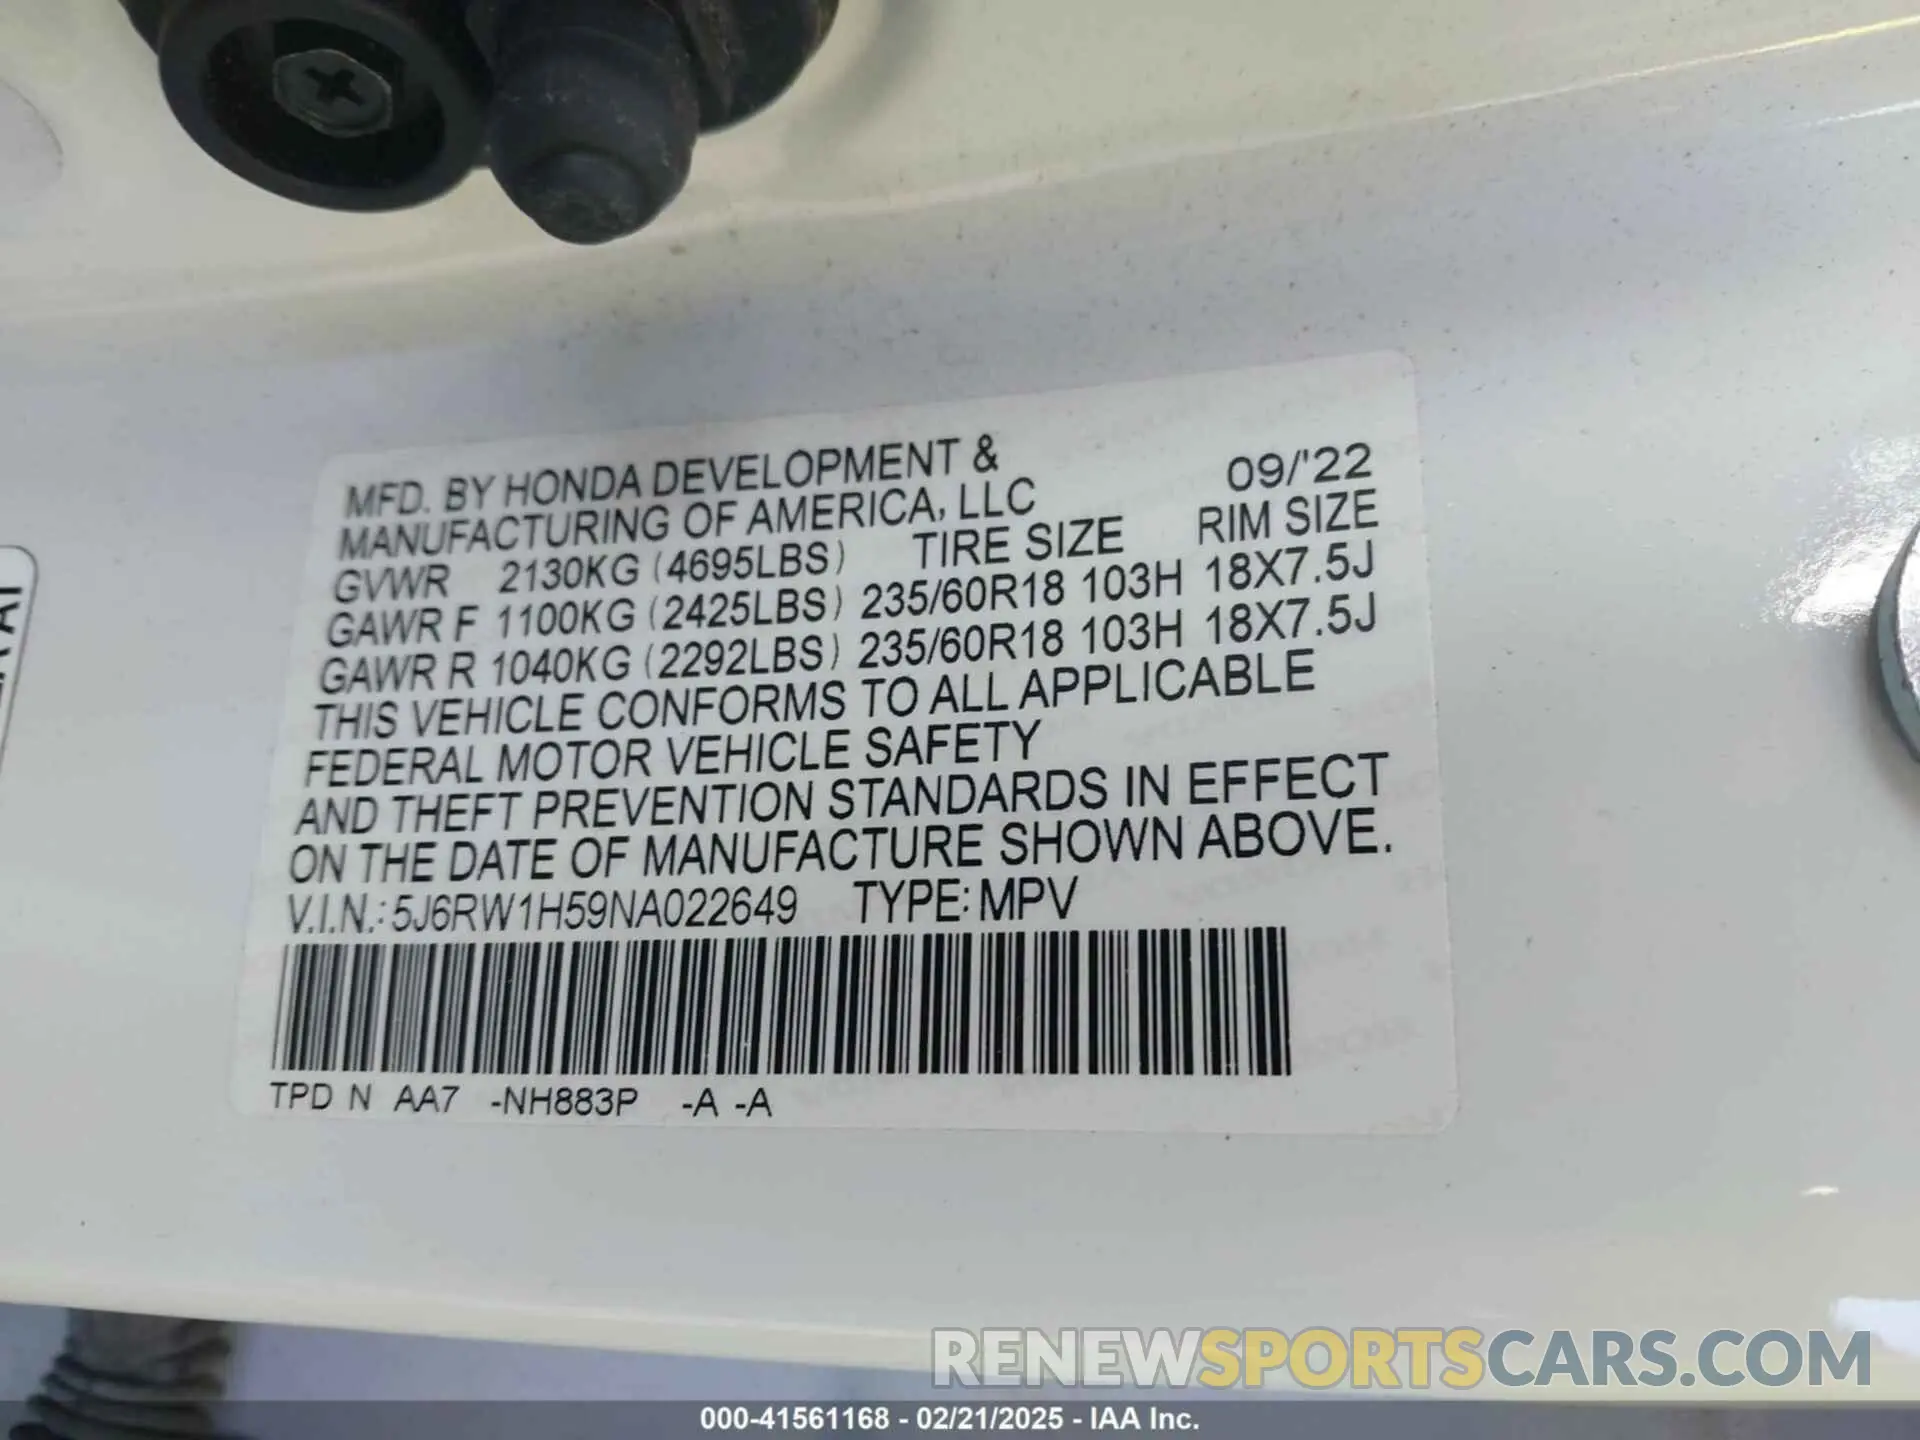 MFD. BY HONDA DEVELOPMENT &
MANUFACTURING OF AMERICA, LLC 09/'22
GVWR 2130KG (4695LBS) TIRE SIZE RIM SIZE
GAWR F 1100KG (2425LBS) 235/60R18 103H 18X7.5J
GAWR R 1040KG (2292LBS) 235/60R18 103H 18X7.5J
THIS VEHICLE CONFORMS TO ALL APPLICABLE
FEDERAL MOTOR VEHICLE SAFETY
AND THEFT PREVENTION STANDARDS IN EFFECT
ON THE DATE OF MANUFACTURE SHOWN ABOVE.
V.I.N.: 5J6RW1H59NA022649 TYPE: MPV
TPD N AA7 -NH883P -A -A
RENEWSPORTSCARS.COM
000-41561168 - 02/21/2025 - IAA Inc.